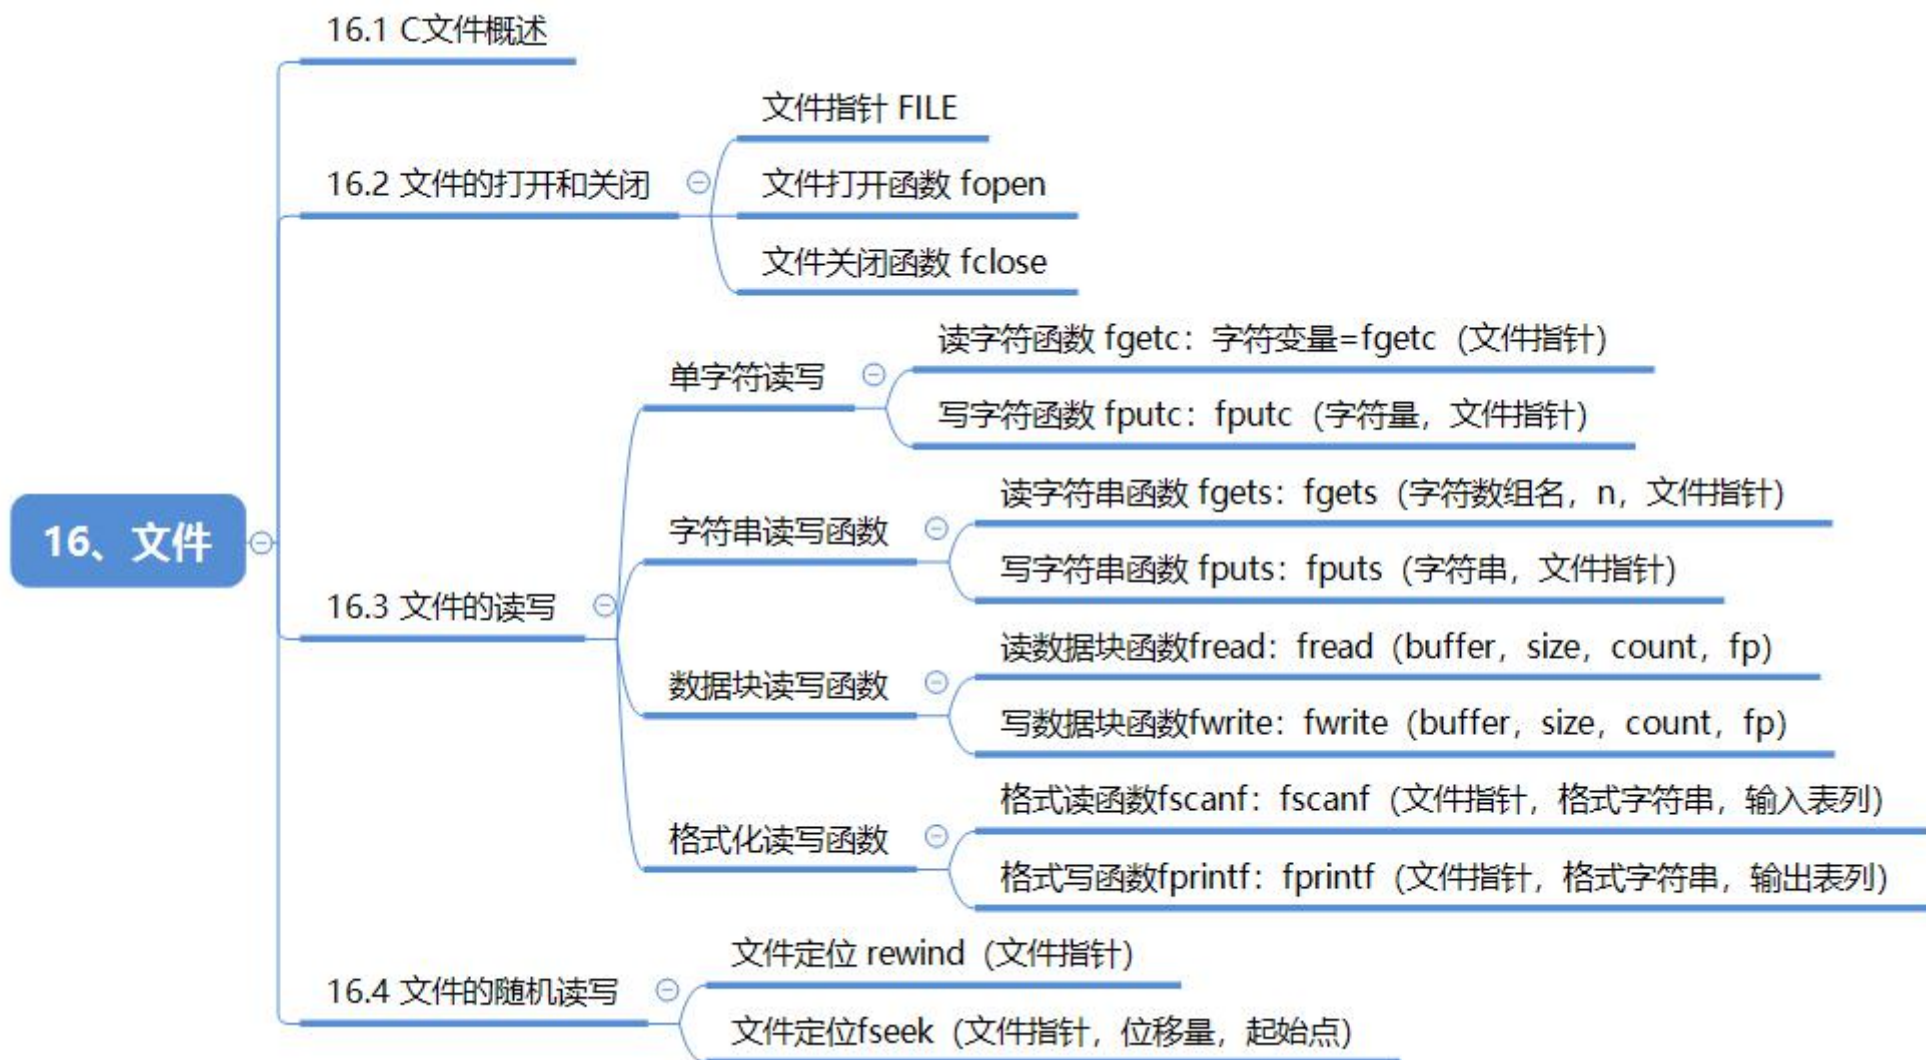 16.1 C文件概述
文件指针 FILE
16.2 文件的打开和关闭
文件打开函数 fopen
文件关闭函数 fclose
读字符函数 fgetc：字符变量=fgetc（文件指针）
单字符读写
写字符函数 fputc：fputc（字符量，文件指针）
读字符串函数 fgets：fgets（字符数组名，n，文件指针）
字符串读写函数
写字符串函数 fputs：fputs（字符串，文件指针）
16、文件
16.3 文件的读写
读数据块函数fread：fread（buffer，size，count，fp）
数据块读写函数
写数据块函数fwrite：fwrite（buffer，size，count，fp）
格式读函数fscanf：fscanf（文件指针，格式字符串，输入表列）
格式化读写函数
格式写函数fprintf：fprintf（文件指针，格式字符串，输出表列）
文件定位 rewind（文件指针）
16.4 文件的随机读写
文件定位fseek（文件指针，位移量，起始点）